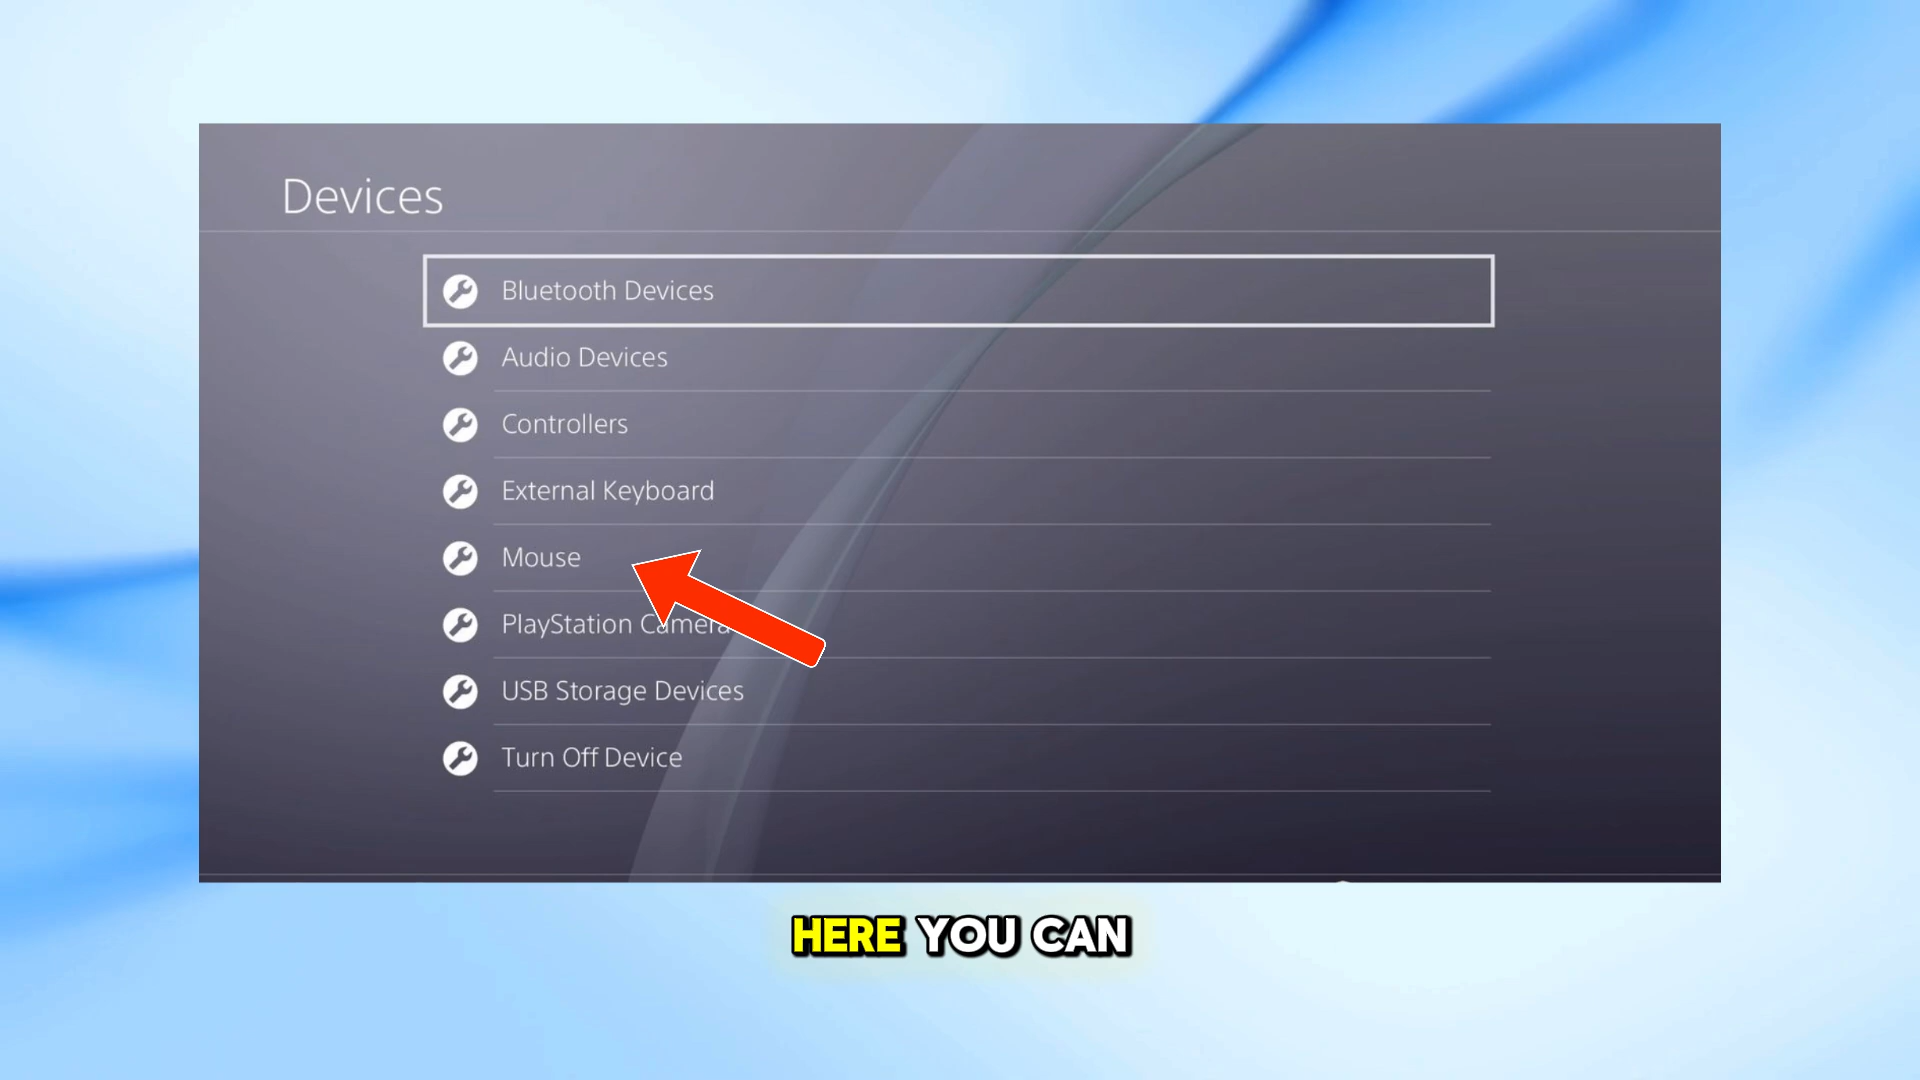 Devices
Bluetooth Devices
Audio Devices
Controllers
External Keyboard
Mouse
PlayStation Camera
USB Storage Devices
Turn Off Device
HERE YOU CAN